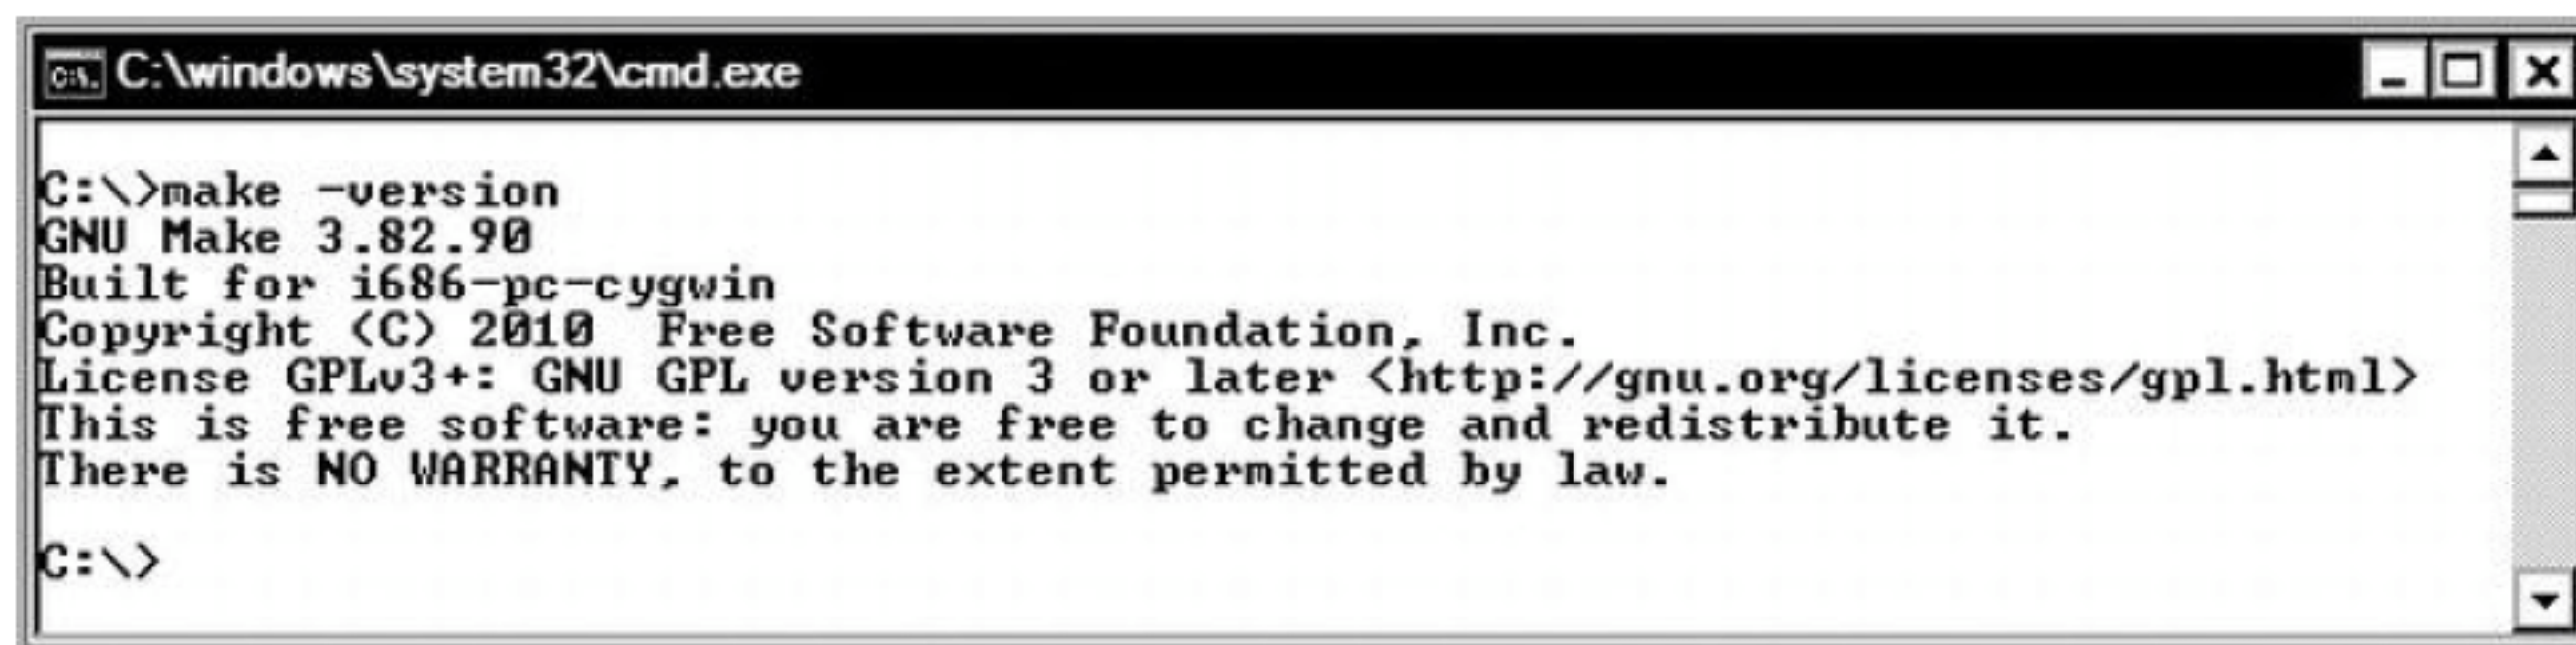 C:\windows\system32\cmd.exe
C:\>make -version
GNU Make 3.82.90
Built for i686-pc-cygwin
Copyright (C) 2010  Free Software Foundation, Inc.
License GPLv3+: GNU GPL version 3 or later <http://gnu.org/licenses/gpl.html>
This is free software: you are free to change and redistribute it.
There is NO WARRANTY, to the extent permitted by law.
C:\>